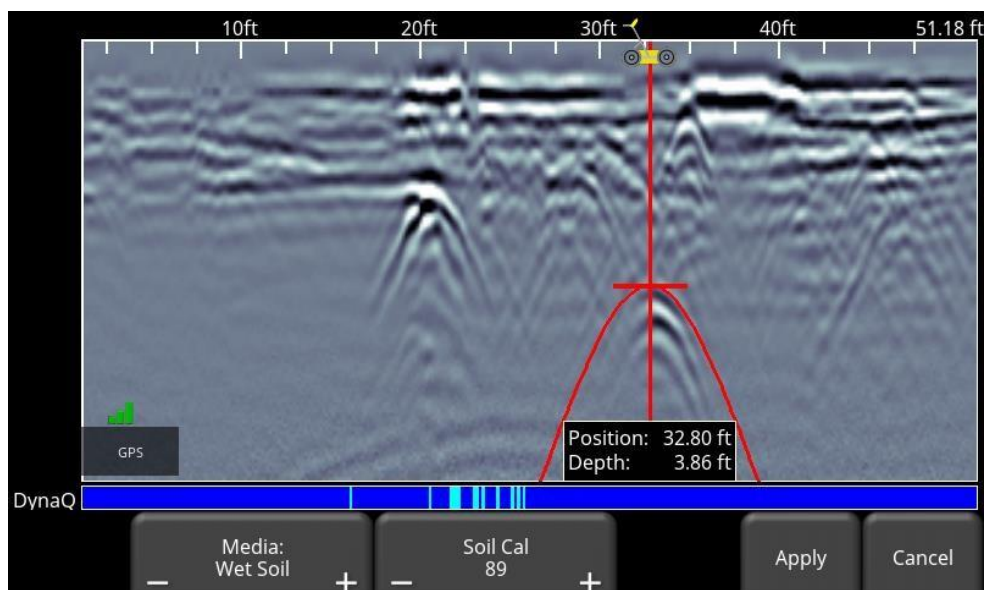 10ft 20ft 30ft 40ft 51.18 ft
Position: 32.80 ft
Depth: 3.86 ft
GPS
DynaQ
Media:
Wet Soil
− +
Soil Cal
89
− +
Apply
Cancel